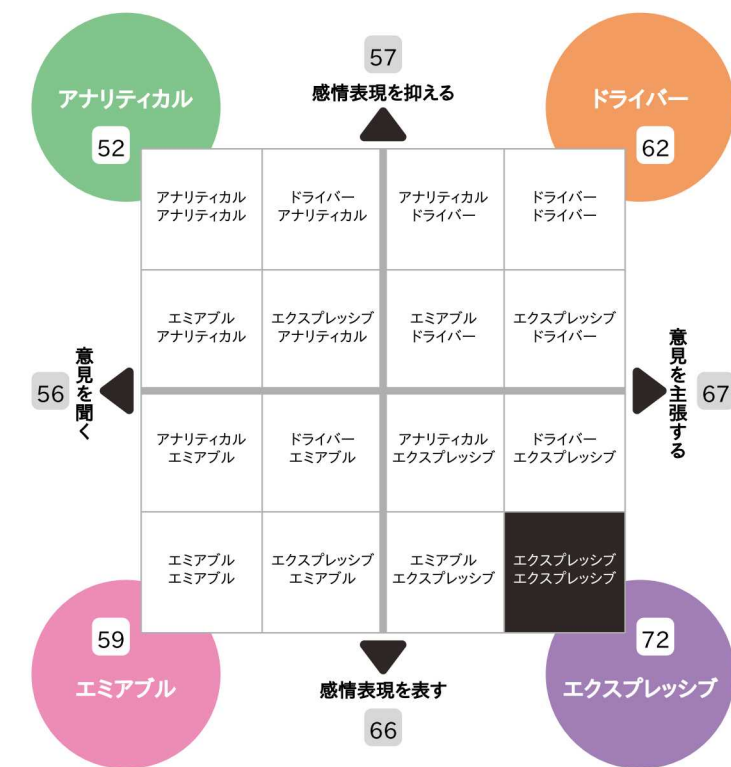 アナリティカル
52
57
感情表現を抑える
ドライバー
62
アナリティカル
アナリティカル
ドライバー
アナリティカル
アナリティカル
ドライバー
ドライバー
ドライバー
エミアブル
アナリティカル
エクスプレッシブ
アナリティカル
エミアブル
ドライバー
エクスプレッシブ
ドライバー
56
意見を聞く
意見を主張する
67
アナリティカル
エミアブル
ドライバー
エミアブル
アナリティカル
エクスプレッシブ
ドライバー
エクスプレッシブ
エミアブル
エミアブル
エクスプレッシブ
エミアブル
エミアブル
エクスプレッシブ
エクスプレッシブ
エクスプレッシブ
59
エミアブル
感情表現を表す
66
72
エクスプレッシブ